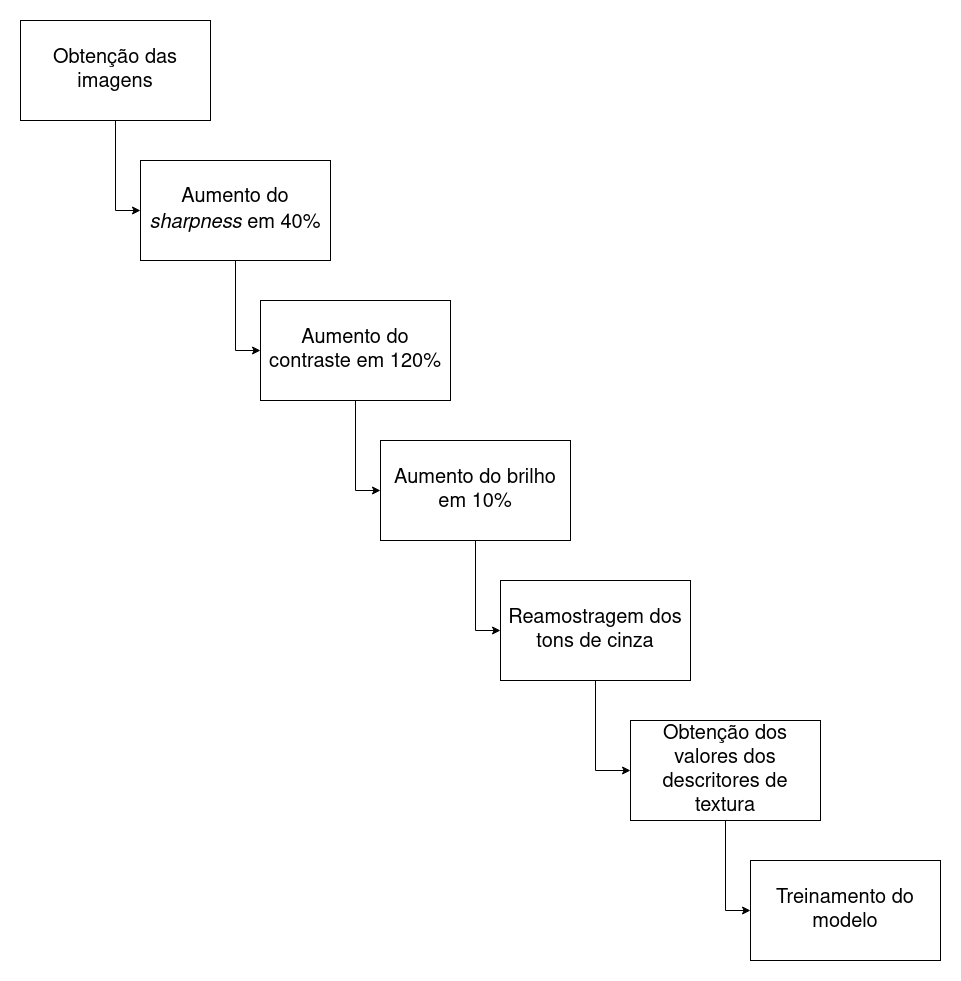 Obtenção das
imagens
Aumento do
sharpness em 40%
Aumento do
contraste em 120%
Aumento do brilho
em 10%
Reamostragem dos
tons de cinza
Obtenção dos
valores dos
descritores de
textura
Treinamento do
modelo